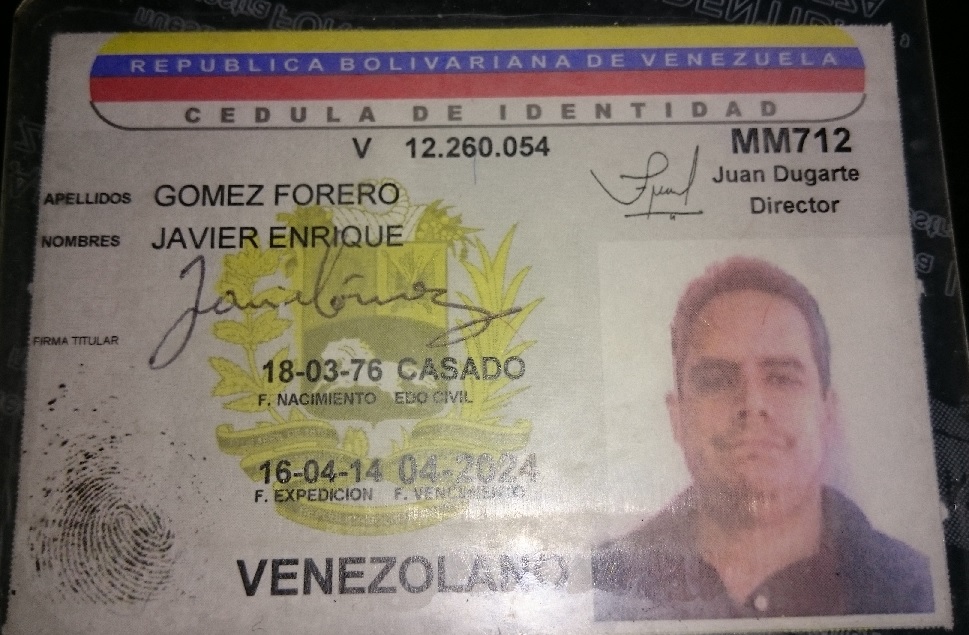 REPUBLICA BOLIVARIANA DE VENEZUELA
CEDULA DE IDENTIDAD
V 12.260.054
MM712
Juan Dugarte
Director
APELLIDOS GOMEZ FORERO
NOMBRES JAVIER ENRIQUE
FIRMA TITULAR
18-03-76 CASADO
F. NACIMIENTO EDO CIVIL
16-04-14 04-2024
F. EXPEDICION F. VENCIMIENTO
VENEZOLANO